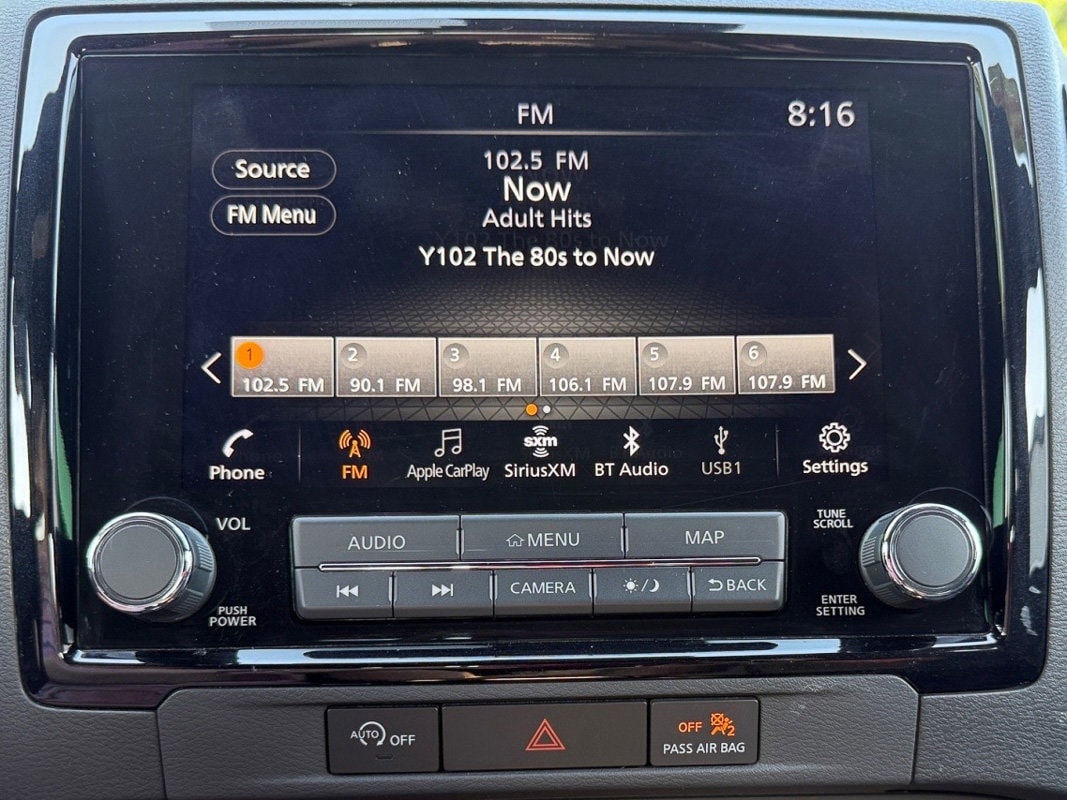 FM
8:16
Source
FM Menu
102.5 FM
Now
Adult Hits
Y102 The 80s to Now
1
102.5 FM
2
90.1 FM
3
98.1 FM
4
106.1 FM
5
107.9 FM
6
107.9 FM
Phone
FM
Apple CarPlay
sxm
SiriusXM
BT Audio
USB1
Settings
VOL
PUSH
POWER
AUDIO
MENU
MAP
CAMERA
BACK
TUNE
SCROLL
ENTER
SETTING
AUTO OFF
OFF 2
PASS AIR BAG